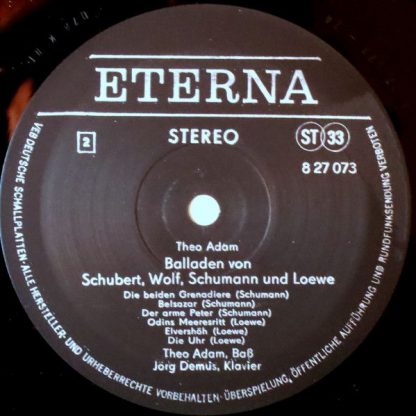 ETERNA
2
STEREO
ST 33
8 27 073
Theo Adam
Balladen von
Schubert, Wolf, Schumann und Loewe
Die beiden Grenadiere (Schumann)
Belsazar (Schumann)
Der arme Peter (Schumann)
Odins Meeresritt (Loewe)
Elvershöh (Loewe)
Die Uhr (Loewe)
Theo Adam, Baß
Jörg Demus, Klavier
VEB DEUTSCHE SCHALLPLATTEN · ALLE HERSTELLER- UND URHEBERRECHTE VORBEHALTEN · ÜBERSPIELUNG, ÖFFENTLICHE AUFFÜHRUNG UND RUNDFUNKSENDUNG VERBOTEN